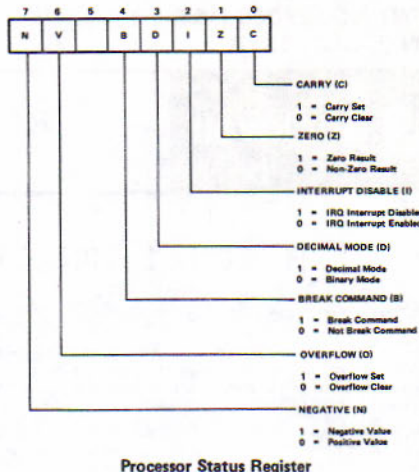 7 6 5 4 3 2 1 0
N V B D I Z C
CARRY (C)
1 = Carry Set
0 = Carry Clear
ZERO (Z)
1 = Zero Result
0 = Non-Zero Result
INTERRUPT DISABLE (I)
1 = IRQ Interrupt Disable
0 = IRQ Interrupt Enabled
DECIMAL MODE (D)
1 = Decimal Mode
0 = Binary Mode
BREAK COMMAND (B)
1 = Break Command
0 = Not Break Command
OVERFLOW (O)
1 = Overflow Set
0 = Overflow Clear
NEGATIVE (N)
1 = Negative Value
0 = Positive Value
Processor Status Register